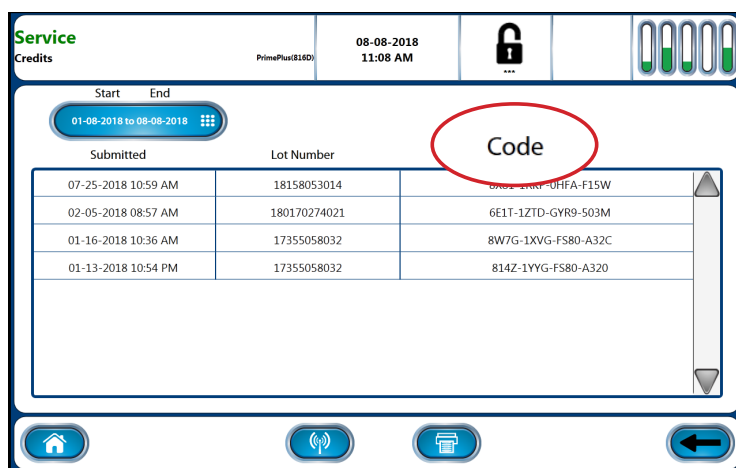 Service
Credits
PrimePlus(816D)
08-08-2018
11:08 AM
***
Start End
01-08-2018 to 08-08-2018
Submitted Lot Number Code
07-25-2018 10:59 AM 18158053014
02-05-2018 08:57 AM 180170274021 6E1T-1ZTD-GYR9-503M
01-16-2018 10:36 AM 17355058032 8W7G-1XVG-FS80-A32C
01-13-2018 10:54 PM 17355058032 814Z-1YYG-FS80-A320